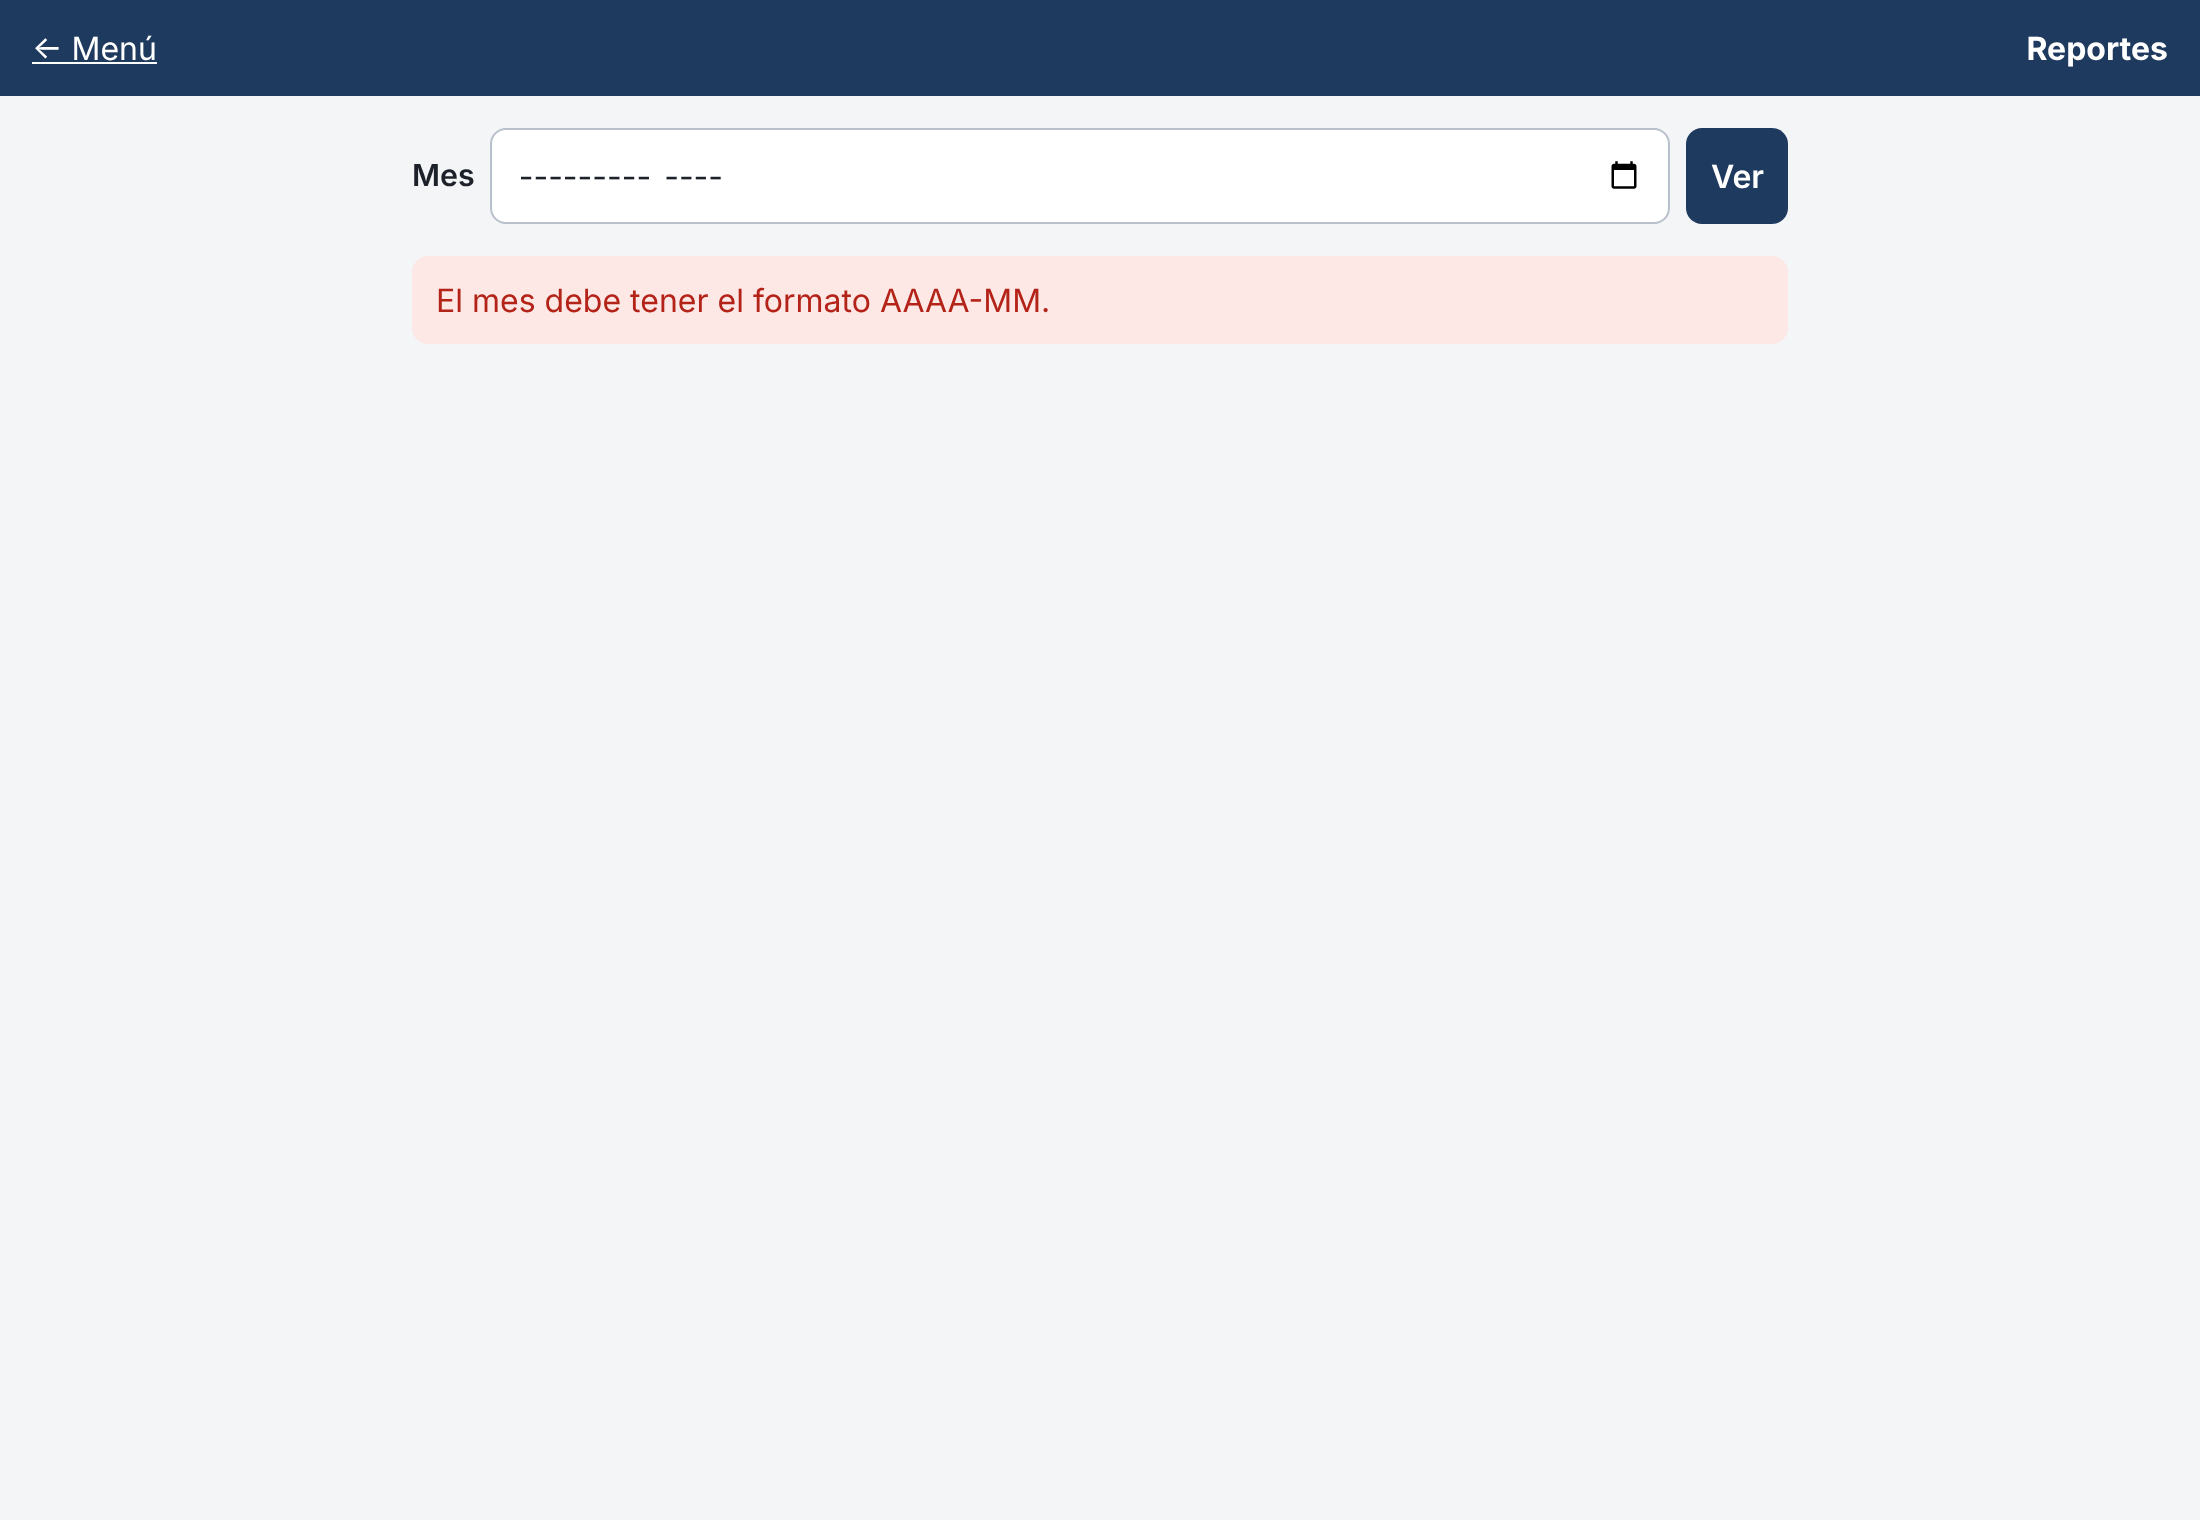 ← Menú
Reportes
Mes
--------- ----
Ver
El mes debe tener el formato AAAA-MM.